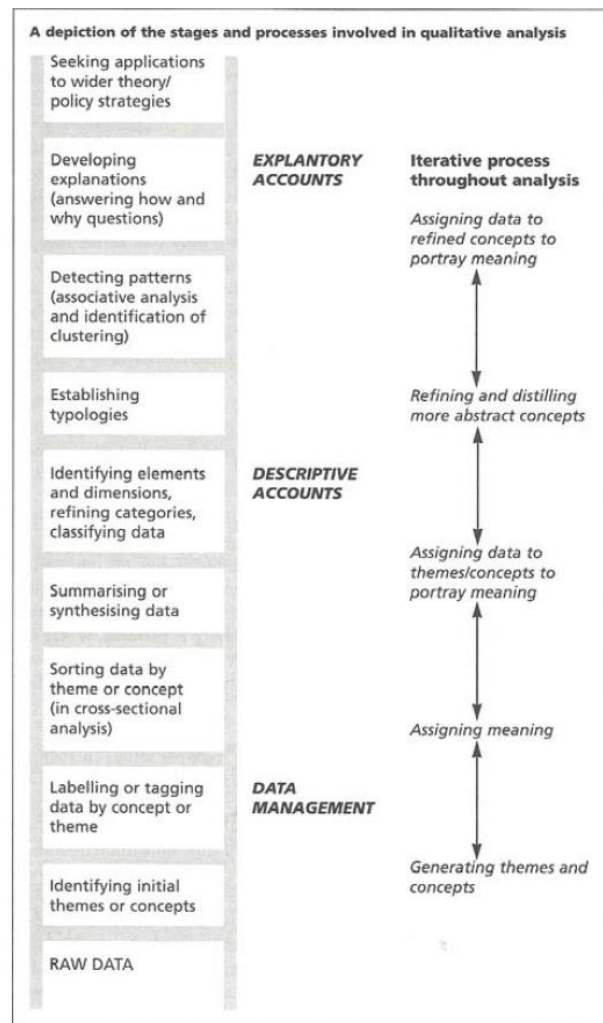 A depiction of the stages and processes involved in qualitative analysis
Seeking applications
to wider theory/
policy strategies
Developing
explanations
(answering how and
why questions)
Detecting patterns
(associative analysis
and identification of
clustering)
Establishing
typologies
Identifying elements
and dimensions,
refining categories,
classifying data
Summarising or
synthesising data
Sorting data by
theme or concept
(in cross-sectional
analysis)
Labelling or tagging
data by concept or
theme
Identifying initial
themes or concepts
RAW DATA
EXPLANTORY
ACCOUNTS
DESCRIPTIVE
ACCOUNTS
DATA
MANAGEMENT
Iterative process
throughout analysis
Assigning data to
refined concepts to
portray meaning
Refining and distilling
more abstract concepts
Assigning data to
themes/concepts to
portray meaning
Assigning meaning
Generating themes and
concepts